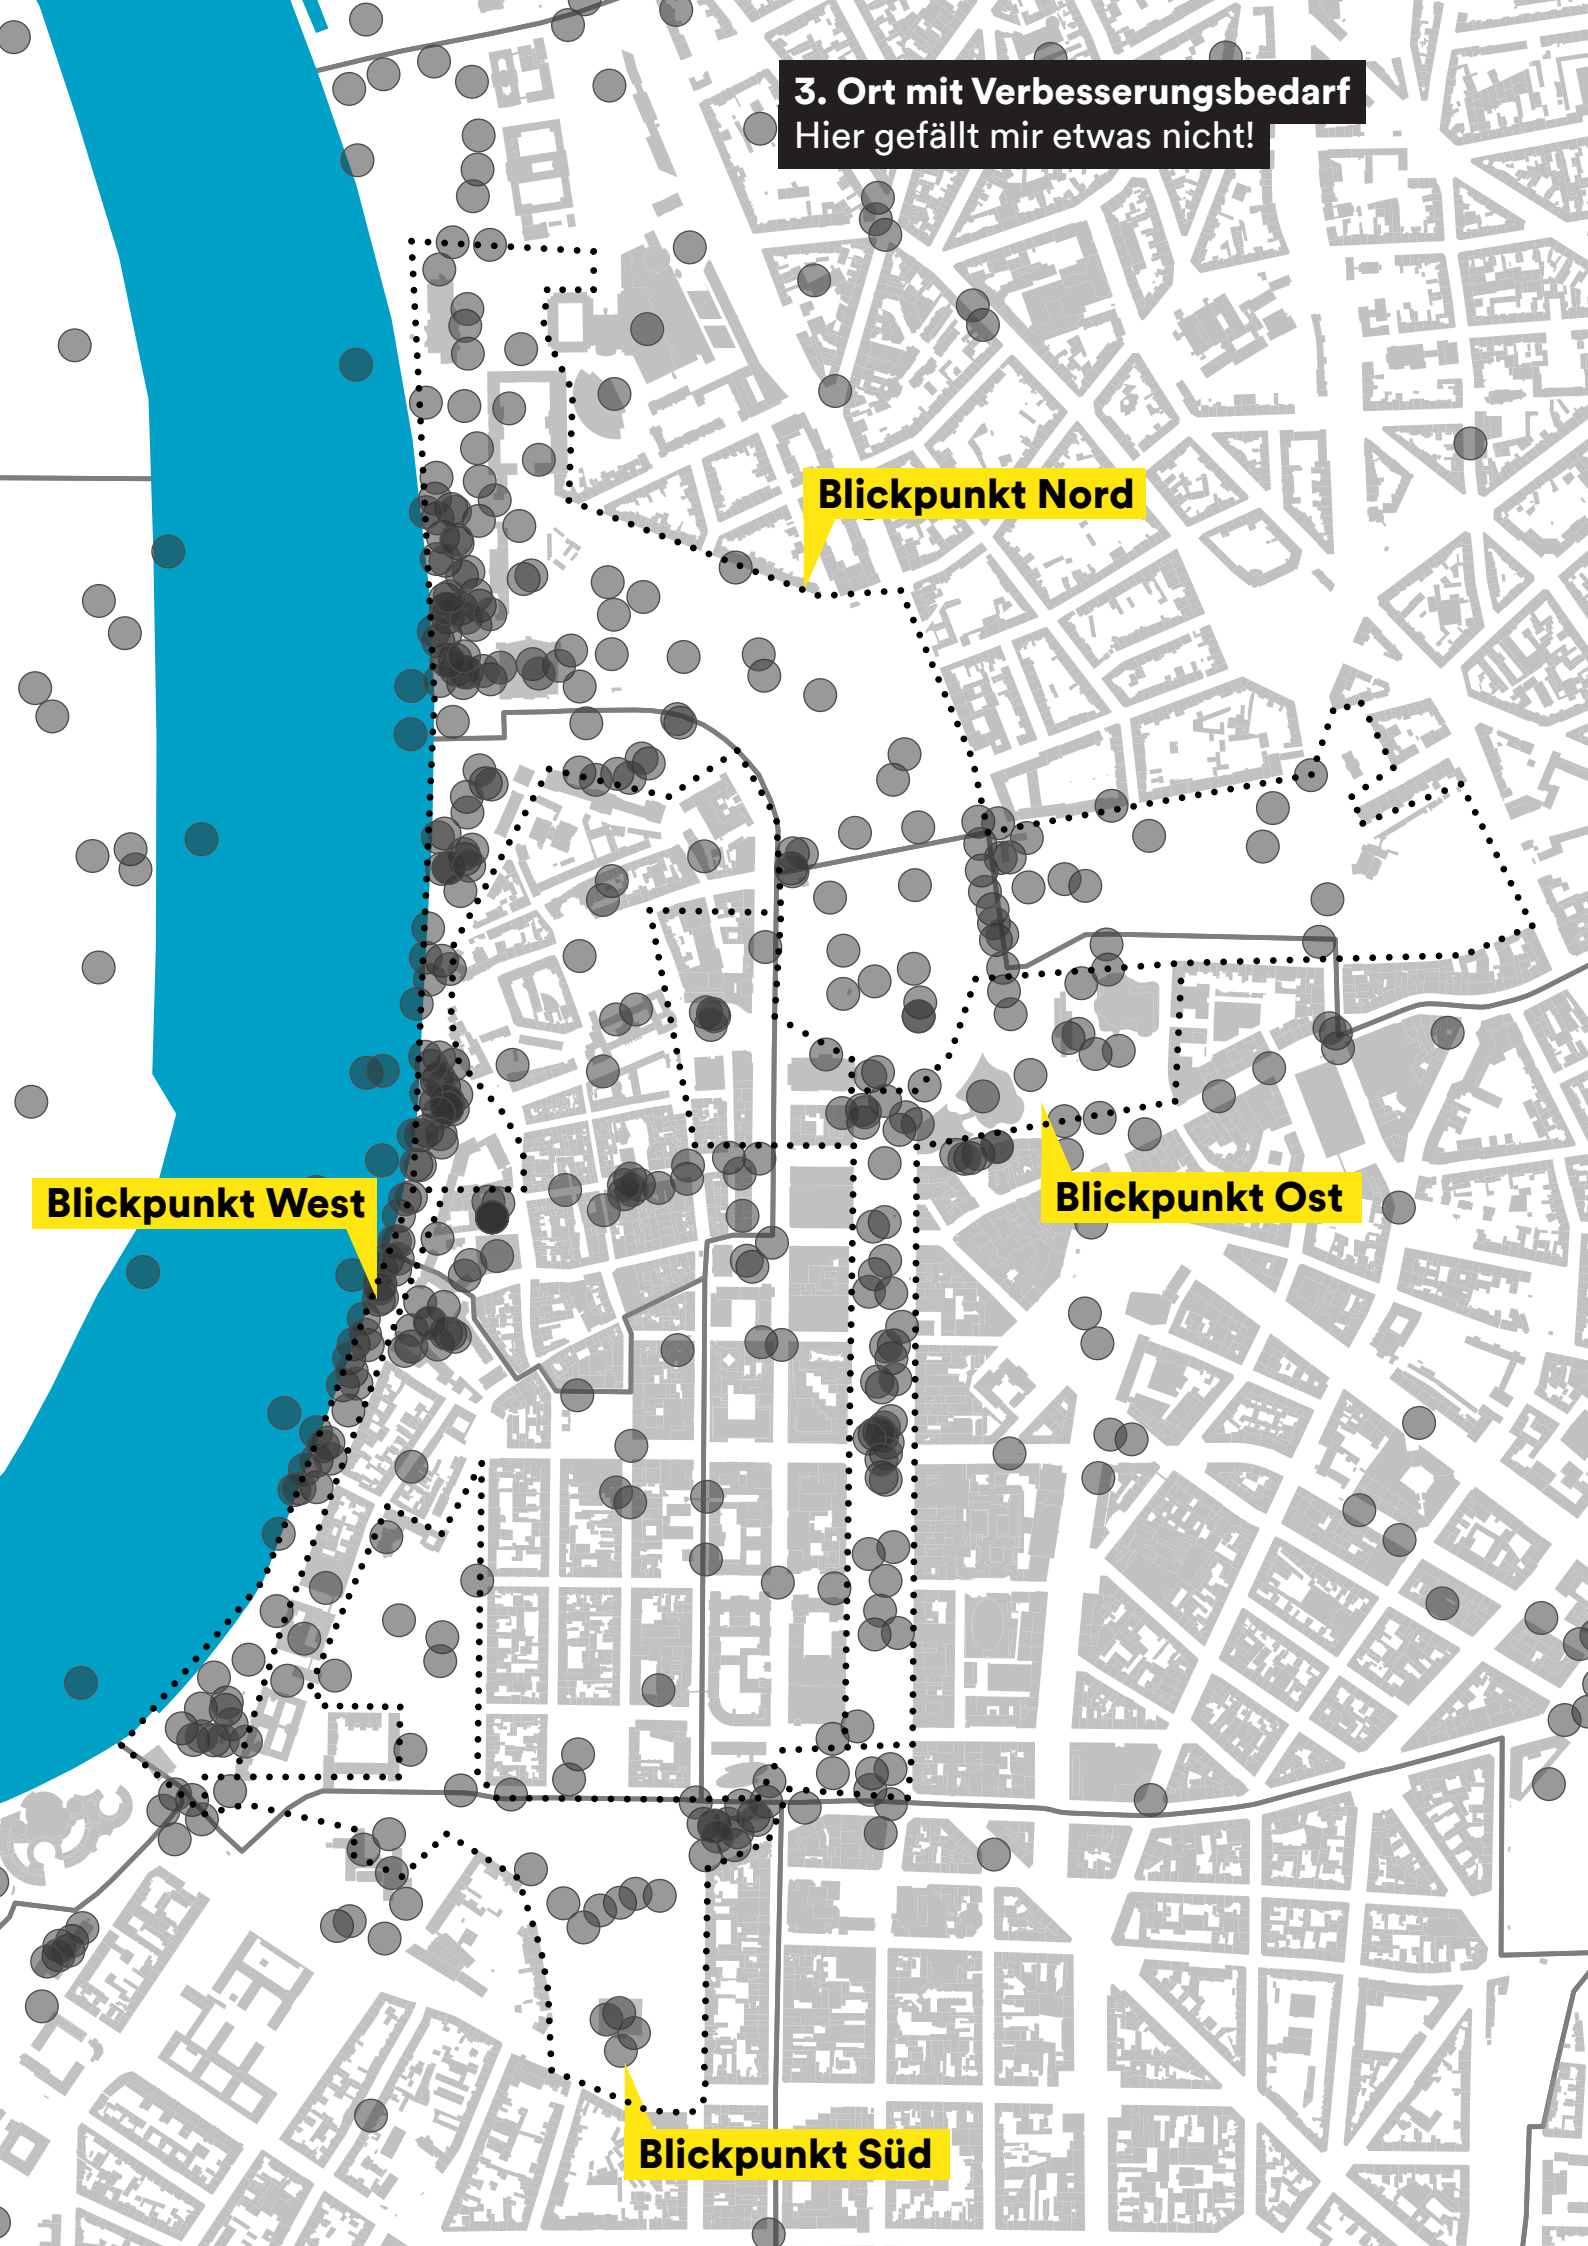 3. Ort mit Verbesserungsbedarf
Hier gefällt mir etwas nicht!
Blickpunkt Nord
Blickpunkt West
Blickpunkt Ost
Blickpunkt Süd